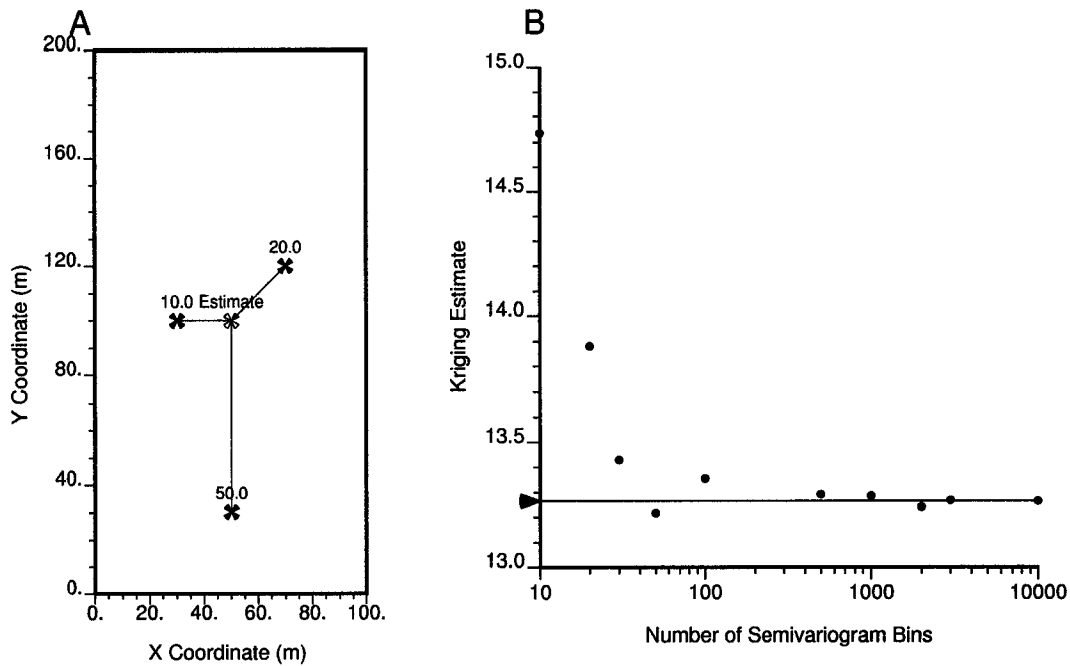 A
200.
160.
120.
80.
40.
0.
0. 20. 40. 60. 80. 100.
Y Coordinate (m)
X Coordinate (m)
20.0
10.0 Estimate
50.0
B
15.0
14.5
14.0
13.5
13.0
10 100 1000 10000
Kriging Estimate
Number of Semivariogram Bins